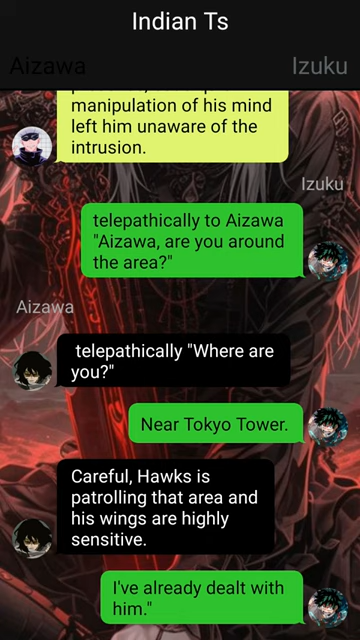 Indian Ts
Aizawa
Izuku
manipulation of his mind
left him unaware of the
intrusion.
Izuku
telepathically to Aizawa
"Aizawa, are you around
the area?"
Aizawa
telepathically "Where are
you?"
Near Tokyo Tower.
Careful, Hawks is
patrolling that area and
his wings are highly
sensitive.
I've already dealt with
him."